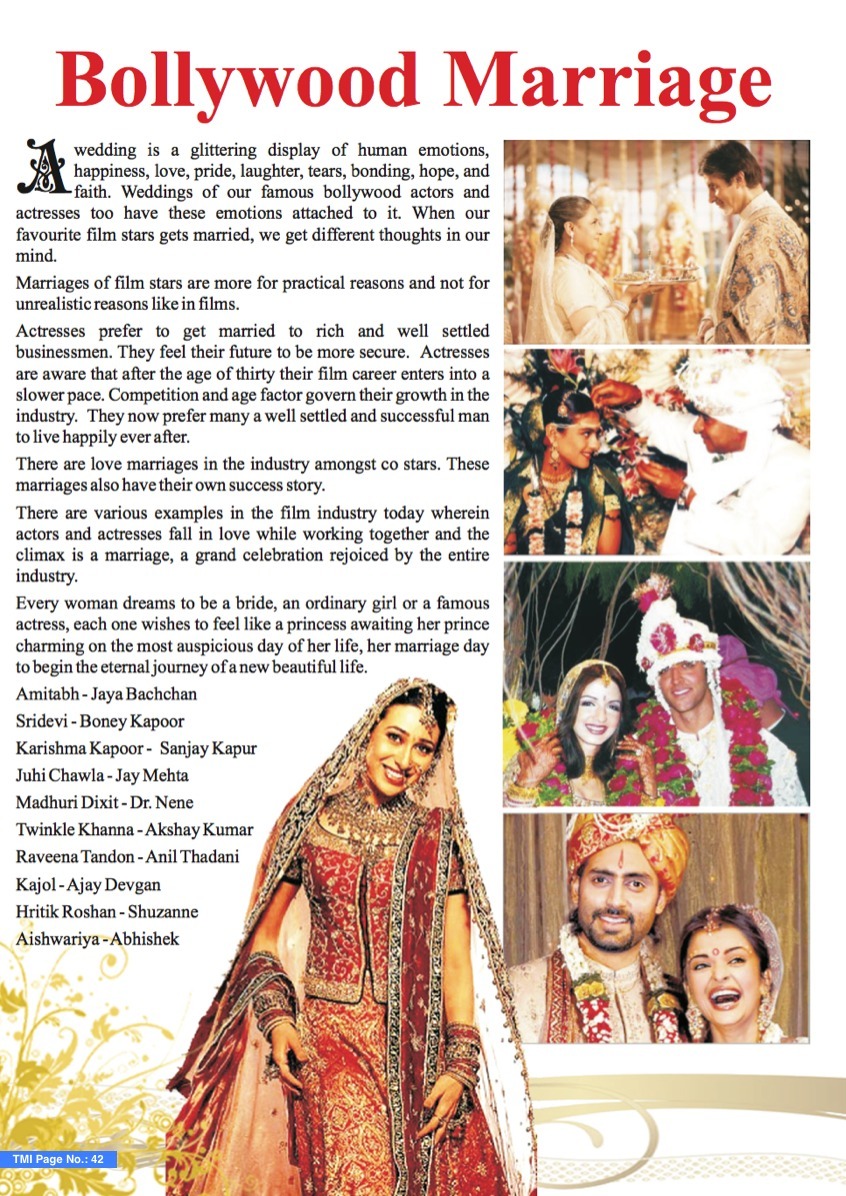 Bollywood Marriage
A wedding is a glittering display of human emotions,
happiness, love, pride, laughter, tears, bonding, hope, and
faith. Weddings of our famous bollywood actors and
actresses too have these emotions attached to it. When our
favourite film stars gets married, we get different thoughts in our
mind.
Marriages of film stars are more for practical reasons and not for
unrealistic reasons like in films.
Actresses prefer to get married to rich and well settled
businessmen. They feel their future to be more secure. Actresses
are aware that after the age of thirty their film career enters into a
slower pace. Competition and age factor govern their growth in the
industry. They now prefer many a well settled and successful man
to live happily ever after.
There are love marriages in the industry amongst co stars. These
marriages also have their own success story.
There are various examples in the film industry today wherein
actors and actresses fall in love while working together and the
climax is a marriage, a grand celebration rejoiced by the entire
industry.
Every woman dreams to be a bride, an ordinary girl or a famous
actress, each one wishes to feel like a princess awaiting her prince
charming on the most auspicious day of her life, her marriage day
to begin the eternal journey of a new beautiful life.
Amitabh - Jaya Bachchan
Sridevi - Boney Kapoor
Karishma Kapoor - Sanjay Kapur
Juhi Chawla - Jay Mehta
Madhuri Dixit - Dr. Nene
Twinkle Khanna - Akshay Kumar
Raveena Tandon - Anil Thadani
Kajol - Ajay Devgan
Hritik Roshan - Shuzanne
Aishwariya - Abhishek
TMI Page No.: 42